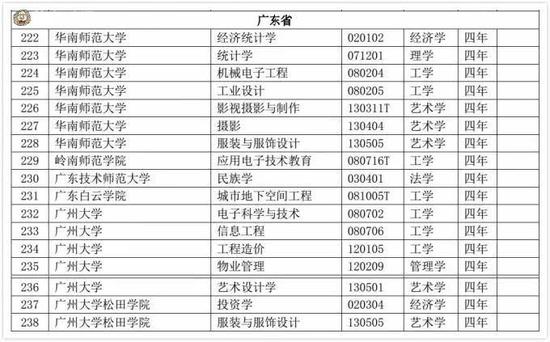 广东省
222 华南师范大学 经济统计学 020102 经济学 四年
223 华南师范大学 统计学 071201 理学 四年
224 华南师范大学 机械电子工程 080204 工学 四年
225 华南师范大学 工业设计 080205 工学 四年
226 华南师范大学 影视摄影与制作 130311T 艺术学 四年
227 华南师范大学 摄影 130404 艺术学 四年
228 华南师范大学 服装与服饰设计 130505 艺术学 四年
229 岭南师范学院 应用电子技术教育 080716T 工学 四年
230 广东技术师范大学 民族学 030401 法学 四年
231 广东白云学院 城市地下空间工程 081005T 工学 四年
232 广州大学 电子科学与技术 080702 工学 四年
233 广州大学 信息工程 080706 工学 四年
234 广州大学 工程造价 120105 工学 四年
235 广州大学 物业管理 120209 管理学 四年
236 广州大学 艺术设计学 130501 艺术学 四年
237 广州大学松田学院 投资学 020304 经济学 四年
238 广州大学松田学院 服装与服饰设计 130505 艺术学 四年